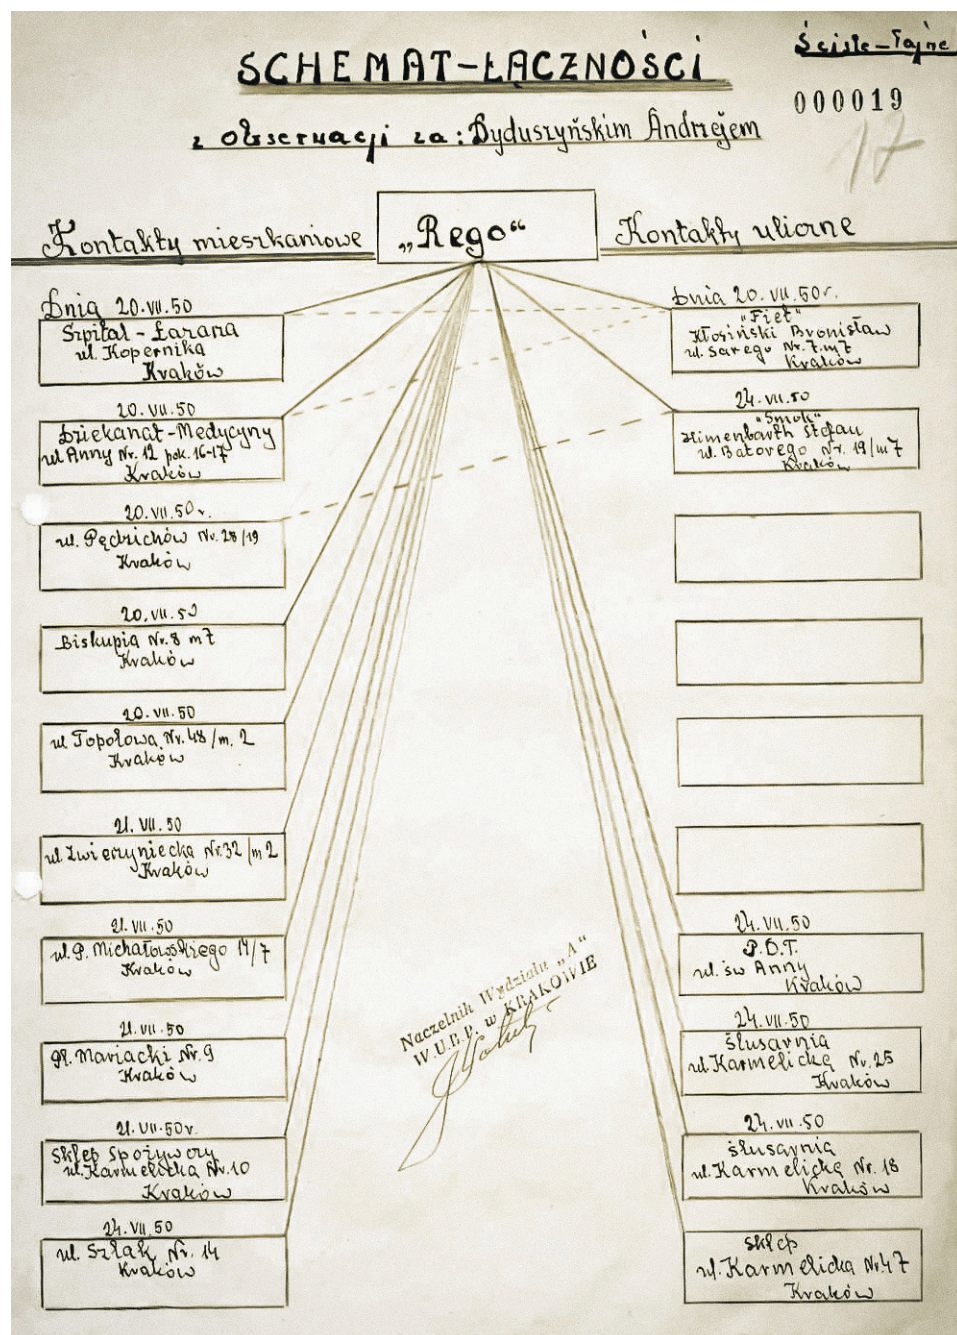 Ściśle-Tajne
SCHEMAT-ŁĄCZNOŚCI
000019
17
z obserwacji za: Dyduszyńskim Andrzejem
Kontakty mieszkaniowe
„Rego“
Kontakty uliczne
Dnia 20.VII.50
Szpital-Łazarza
ul. Kopernika
Kraków
20.VII.50
Dziekanat-Medycyny
ul Anny Nr. 12 pok. 16-17
Kraków
20.VII.50r.
ul. Pędzichów Nr. 28/19
Kraków
20.VII.50
Biskupia Nr. 8 m 7
Kraków
20.VII.50
ul Topolowa Nr. 48/m. 2
Kraków
21.VII.50
ul. Zwierzyniecka Nr. 32/m 2
Kraków
21.VII.50
ul. P. Michałowskiego 14/7
Kraków
21.VII.50
Pl. Mariacki Nr. 9
Kraków
21.VII.50r.
Sklep Spożywczy
ul. Karmelicka Nr. 10
Kraków
24.VII.50
ul. Szlak Nr. 14
Kraków
Dnia 20.VII.50r.
"Fiet"
Kłosiński Bronisław
ul. Sarego Nr. 7 m 7
Kraków
24.VII.50
"Smok"
Stefan
ul. Batorego Nr. 19/m 7
Kraków
24.VII.50
P.D.T.
ul. św Anny
Kraków
24.VII.50
Ślusarnia
ul. Karmelicka Nr. 25
Kraków
24.VII.50
Ślusarnia
ul. Karmelicka Nr. 18
Kraków
Sklep
ul. Karmelicka Nr 47
Kraków
Naczelnik Wydziału „A“
W.U.B.P. w KRAKOWIE